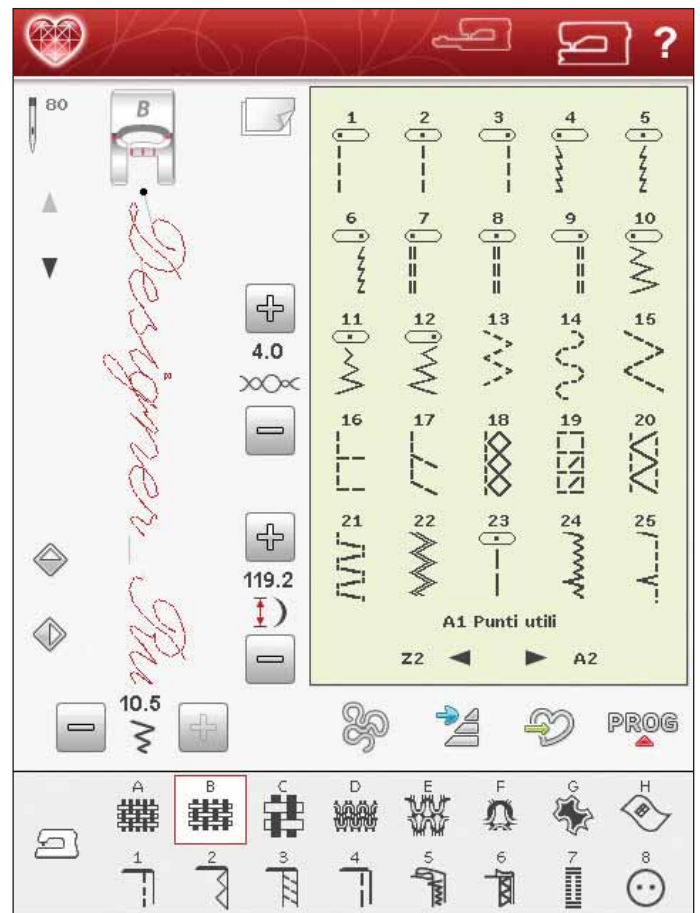 ?
80
B
1 2 3 4 5
6 7 8 9 10
4.0
11 12 13 14 15
16 17 18 19 20
21 22 23 24 25
119.2
Designer Ru
A1 Punti utili
Z2 A2
10.5
PROG
A B C D E F G H
1 2 3 4 5 6 7 8